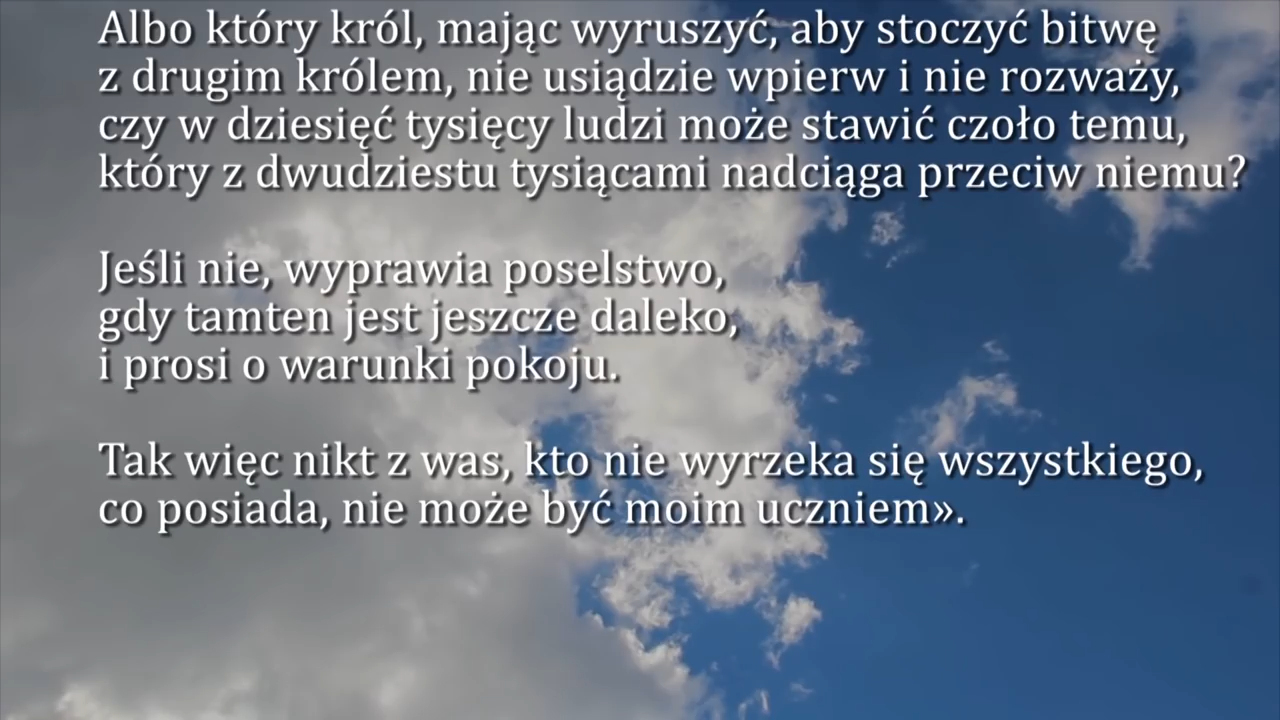 Albo który król, mając wyruszyć, aby stoczyć bitwę
z drugim królem, nie usiądzie wpierw i nie rozważy,
czy w dziesięć tysięcy ludzi może stawić czoło temu,
który z dwudziestu tysiącami nadciąga przeciw niemu?
Jeśli nie, wyprawia poselstwo,
gdy tamten jest jeszcze daleko,
i prosi o warunki pokoju.
Tak więc nikt z was, kto nie wyrzeka się wszystkiego,
co posiada, nie może być moim uczniem».